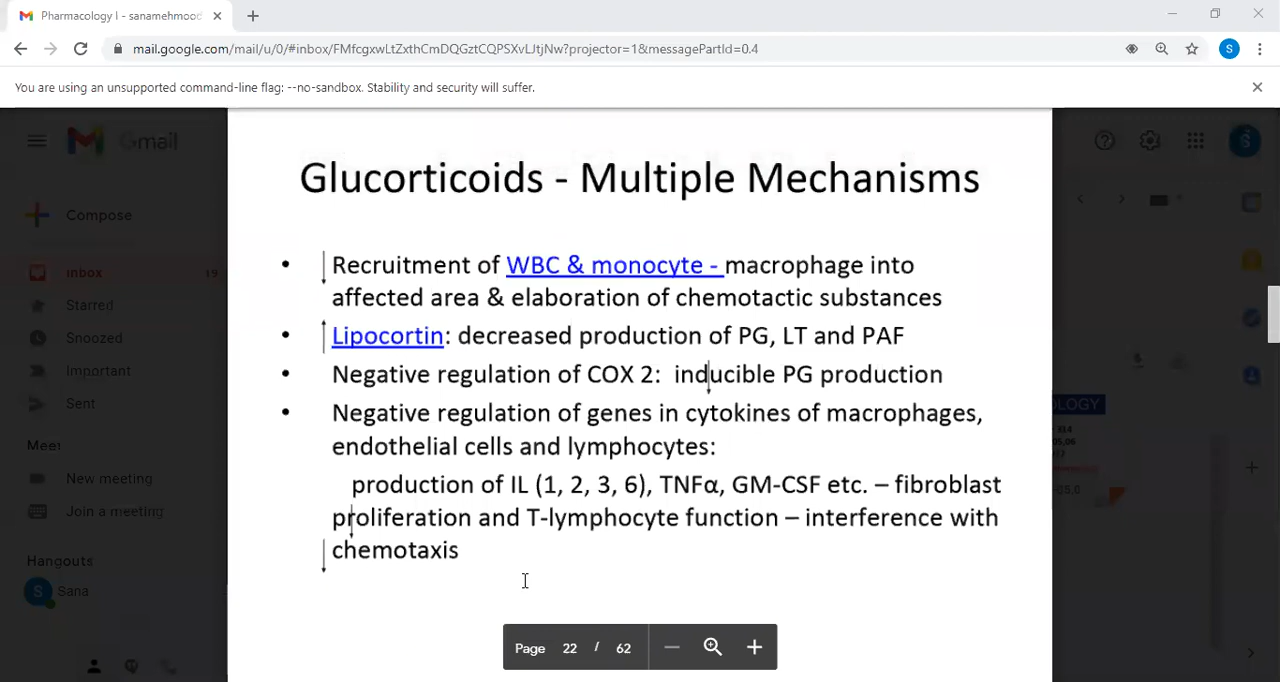 Pharmacology I - sanamehmood
mail.google.com/mail/u/0/#inbox/FMfcgxwLtZxthCmDQGztCQPSXvLJtjNw?projector=1&messagePartId=0.4
S
You are using an unsupported command-line flag: --no-sandbox. Stability and security will suffer.
Gmail
S
Compose
Inbox 19
Starred
Snoozed
Important
Sent
Meet
New meeting
Join a meeting
Hangouts
S Sana
Glucorticoids - Multiple Mechanisms
• Recruitment of WBC & monocyte - macrophage into
affected area & elaboration of chemotactic substances
• Lipocortin: decreased production of PG, LT and PAF
• Negative regulation of COX 2: inducible PG production
• Negative regulation of genes in cytokines of macrophages,
endothelial cells and lymphocytes:
production of IL (1, 2, 3, 6), TNFα, GM-CSF etc. – fibroblast
proliferation and T-lymphocyte function – interference with
chemotaxis
OLOGY
Page 22 / 62